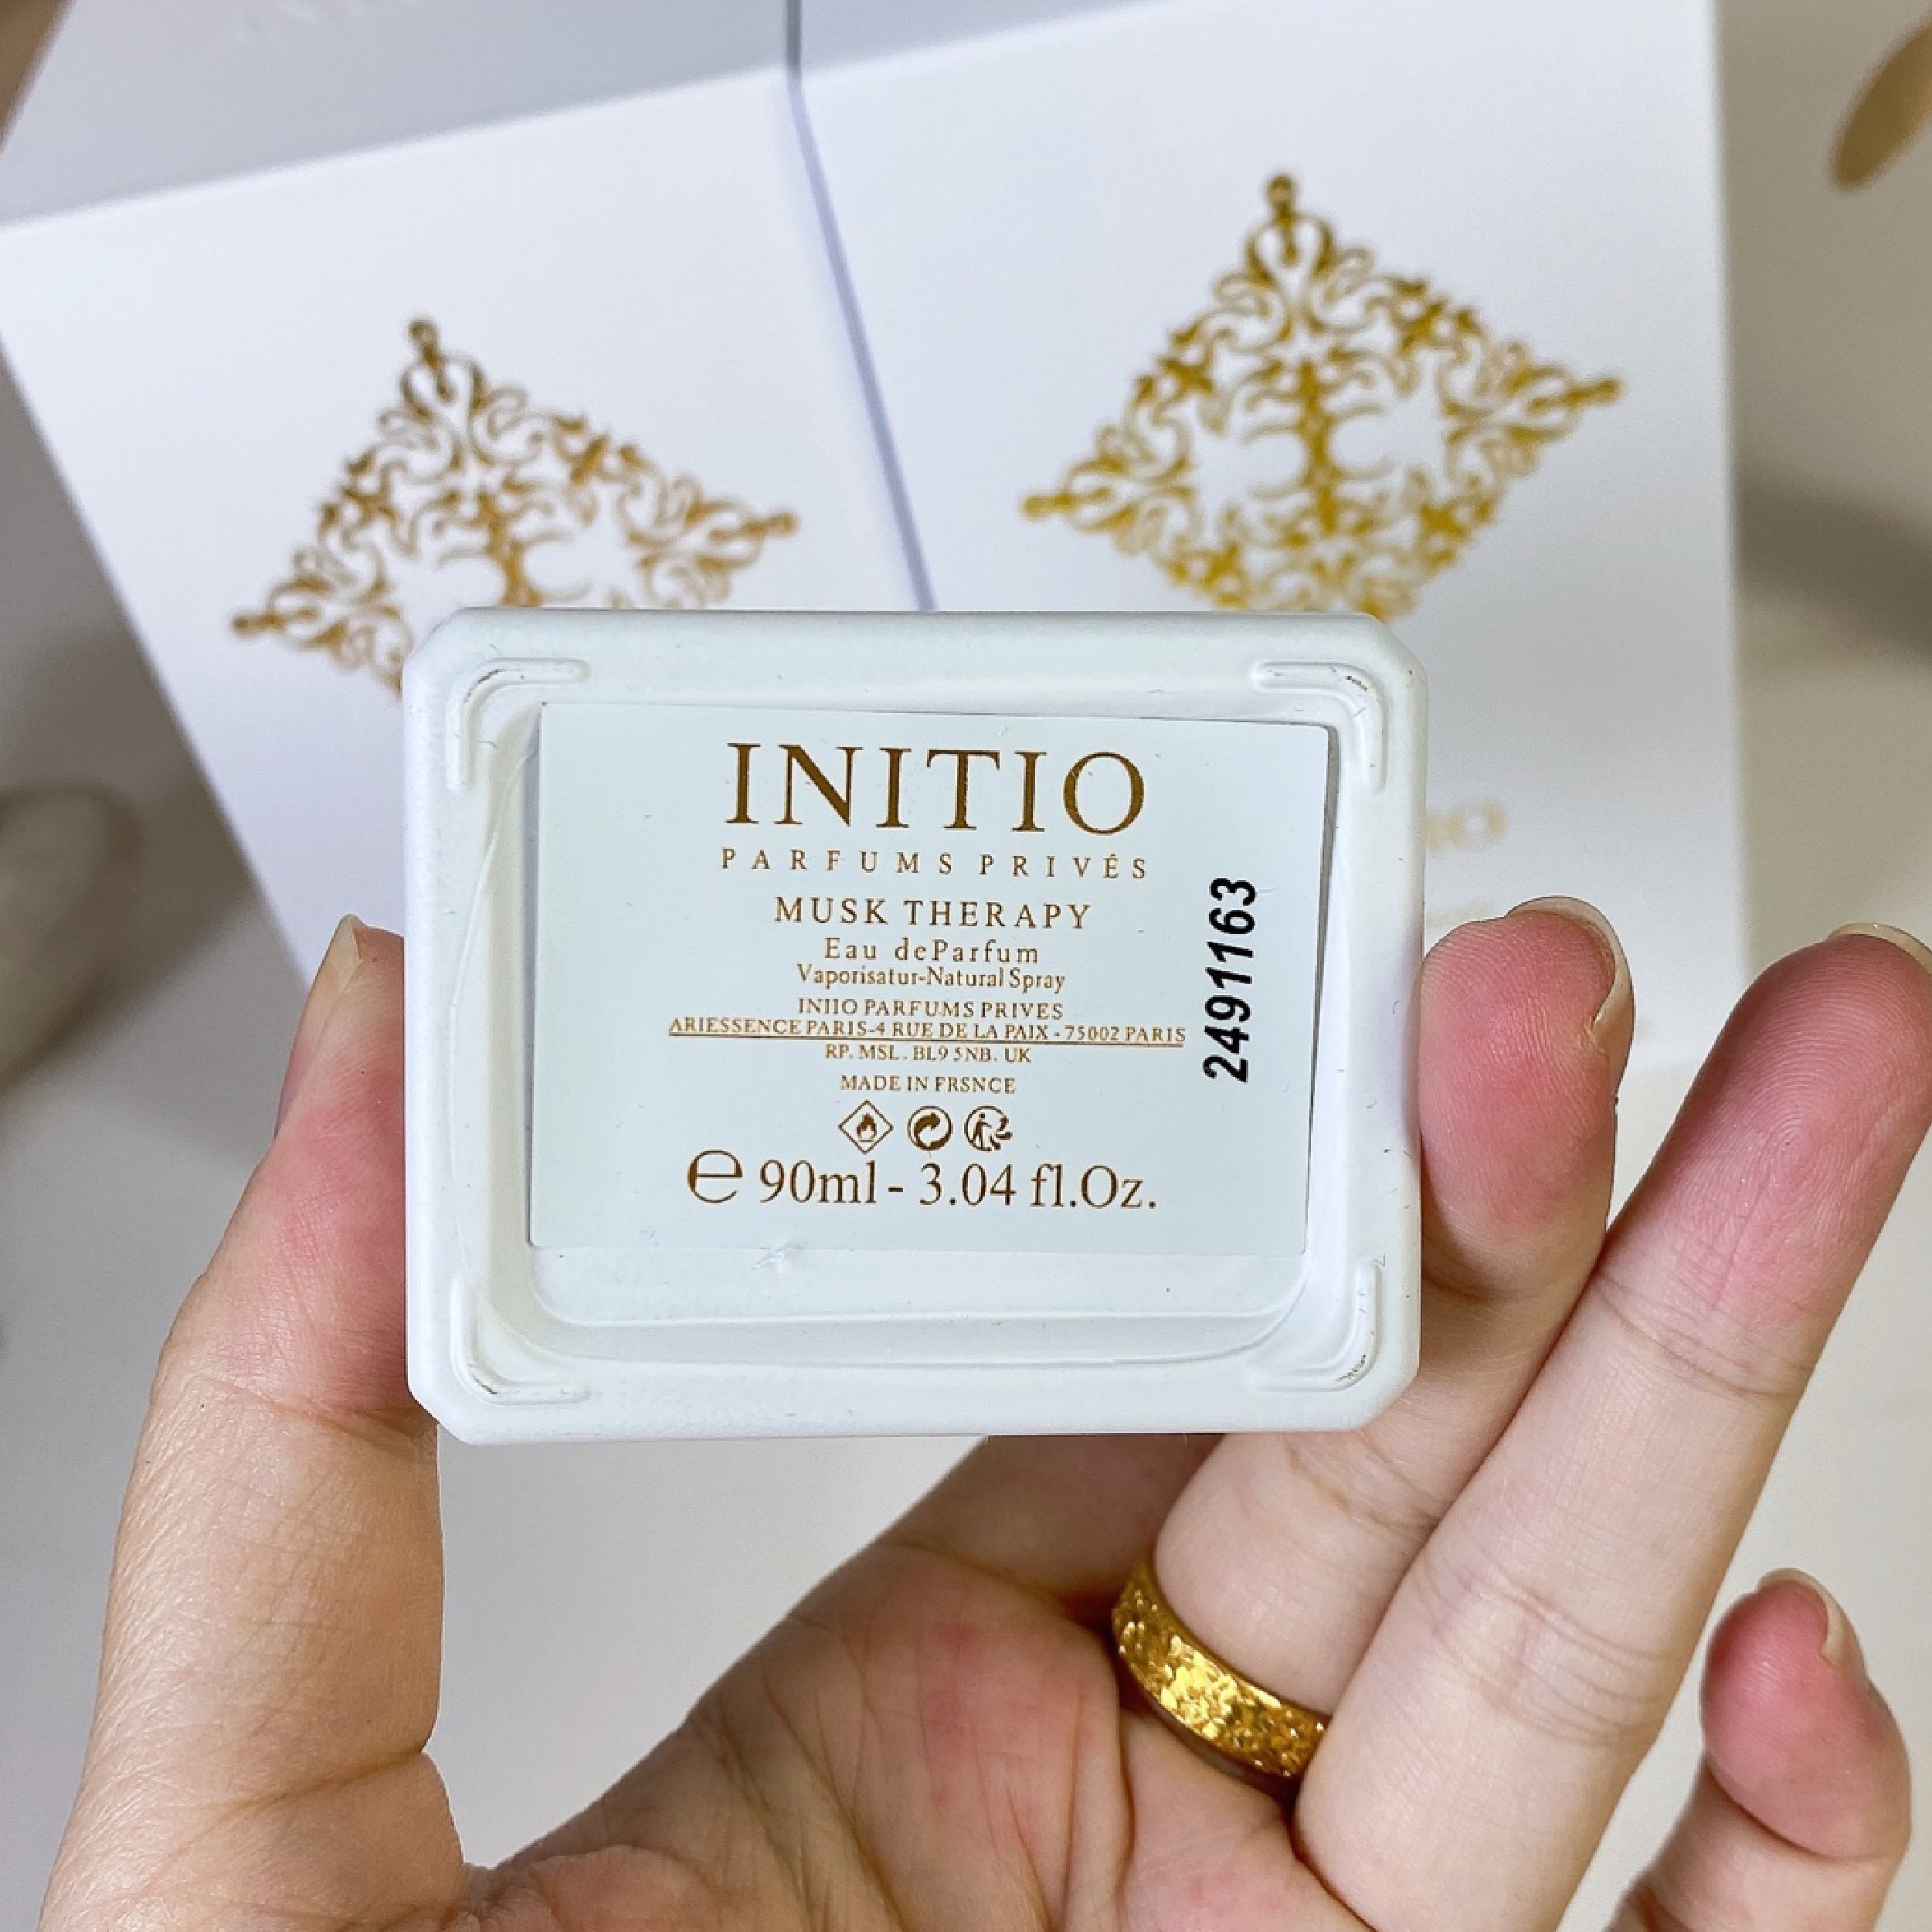 INITIO
PARFUMS PRIVÉS
MUSK THERAPY
Eau deParfum
Vaporisatur-Natural Spray
INIIO PARFUMS PRIVES
ARIESSENCE PARIS-4 RUE DE LA PAIX - 75002 PARIS
RP. MSL. BL9 5NB. UK
MADE IN FRSNCE
e 90ml - 3.04 fl.Oz.
2491163